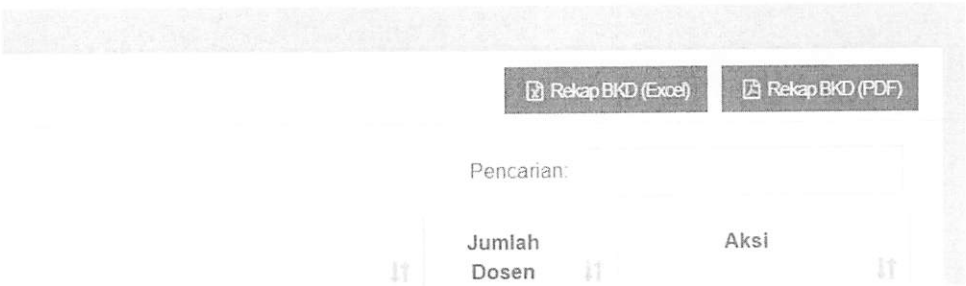 Rekap BKD (Excel) Rekap BKD (PDF)
Pencarian:
Jumlah Dosen
Aksi